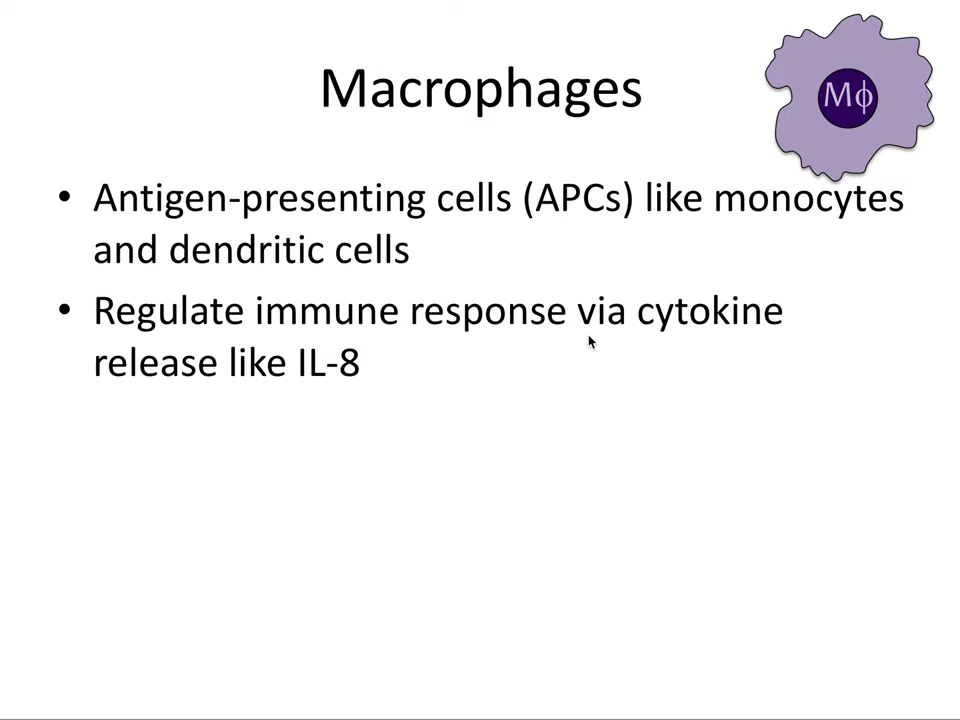 Macrophages
Mϕ
• Antigen-presenting cells (APCs) like monocytes
and dendritic cells
• Regulate immune response via cytokine
release like IL-8